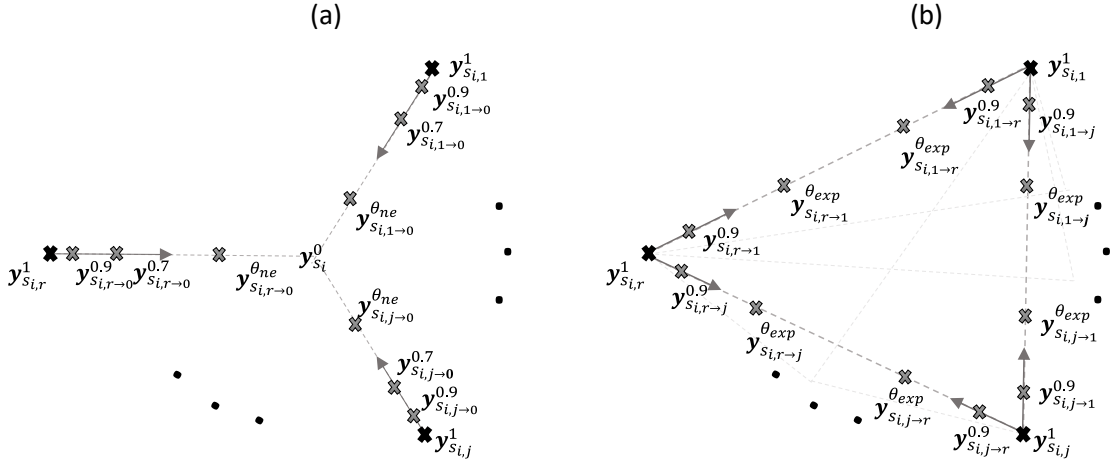 (a)
(b)
y^1_{s_{i,1}}
y^{0.9}_{s_{i,1→0}}
y^{0.7}_{s_{i,1→0}}
y^{θ_{ne}}_{s_{i,1→0}}
y^0_{s_i}
y^1_{s_{i,r}}
y^{0.9}_{s_{i,r→0}}
y^{0.7}_{s_{i,r→0}}
y^{θ_{ne}}_{s_{i,r→0}}
y^{θ_{ne}}_{s_{i,j→0}}
y^{0.7}_{s_{i,j→0}}
y^{0.9}_{s_{i,j→0}}
y^1_{s_{i,j}}
y^1_{s_{i,1}}
y^{0.9}_{s_{i,1→r}}
y^{0.9}_{s_{i,1→j}}
y^{θ_{exp}}_{s_{i,1→r}}
y^{θ_{exp}}_{s_{i,r→1}}
y^{θ_{exp}}_{s_{i,1→j}}
y^{0.9}_{s_{i,r→1}}
y^1_{s_{i,r}}
y^{0.9}_{s_{i,r→j}}
y^{θ_{exp}}_{s_{i,r→j}}
y^{θ_{exp}}_{s_{i,j→1}}
y^{θ_{exp}}_{s_{i,j→r}}
y^{0.9}_{s_{i,j→1}}
y^{0.9}_{s_{i,j→r}}
y^1_{s_{i,j}}